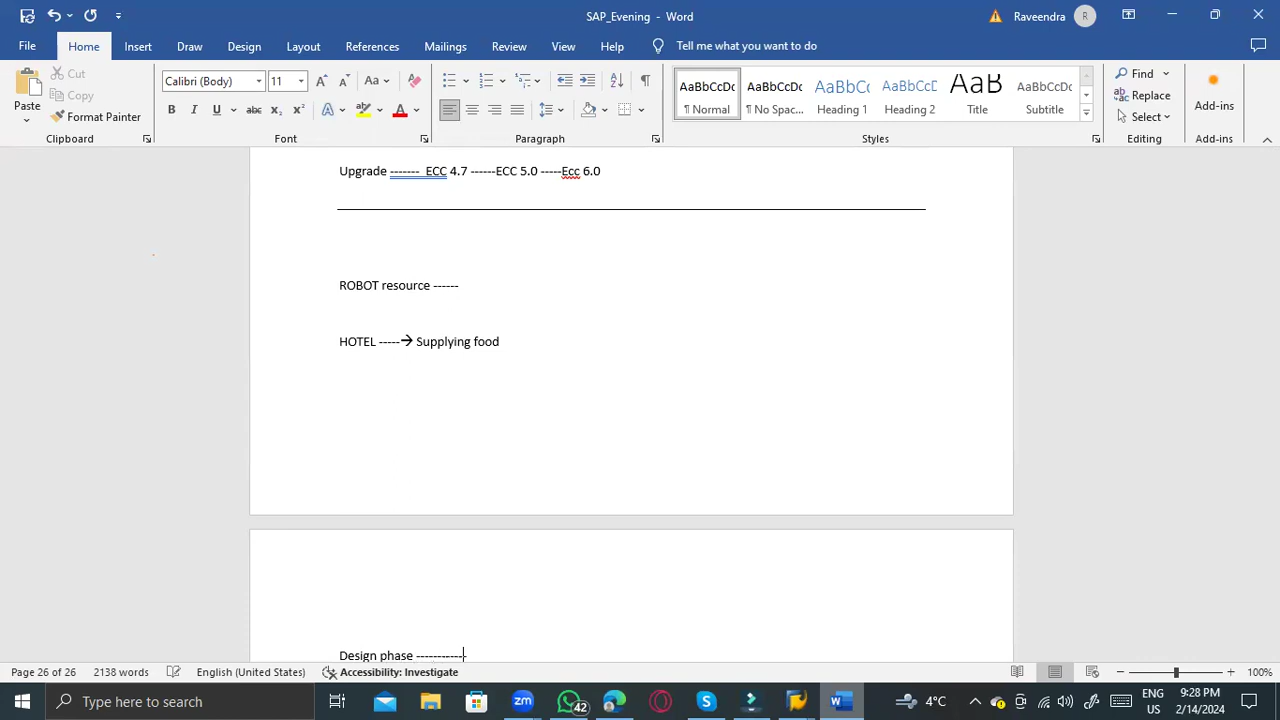 SAP_Evening - Word
Raveendra R
File Home Insert Draw Design Layout References Mailings Review View Help Tell me what you want to do
Paste
Cut
Copy
Format Painter
Clipboard
Calibri (Body) 11
Font
Paragraph
AaBbCcDc AaBbCcDc AaBbCc AaBbCcD AaB AaBbCcD
¶ Normal ¶ No Spac... Heading 1 Heading 2 Title Subtitle
Styles
Find
Replace
Select
Editing
Add-ins
Add-ins
Upgrade ------- ECC 4.7 ------ECC 5.0 -----Ecc 6.0
ROBOT resource ------
HOTEL -----→ Supplying food
Design phase -----------
Page 26 of 26 2138 words English (United States) Accessibility: Investigate 100%
Type here to search
zm
42
4°C
ENG
US
9:28 PM
2/14/2024